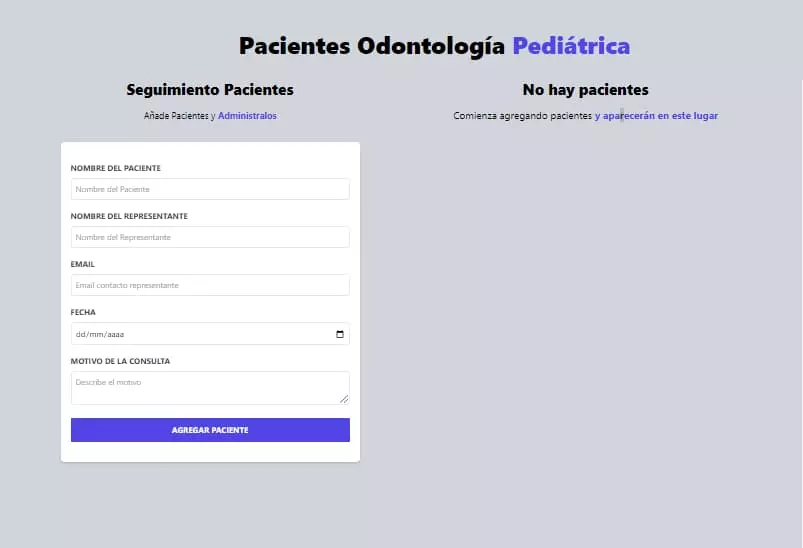 Pacientes Odontología Pediátrica
Seguimiento Pacientes
Añade Pacientes y Administralos
NOMBRE DEL PACIENTE
Nombre del Paciente
NOMBRE DEL REPRESENTANTE
Nombre del Representante
EMAIL
Email contacto representante
FECHA
dd/mm/aaaa
MOTIVO DE LA CONSULTA
Describe el motivo
AGREGAR PACIENTE
No hay pacientes
Comienza agregando pacientes y aparecerán en este lugar